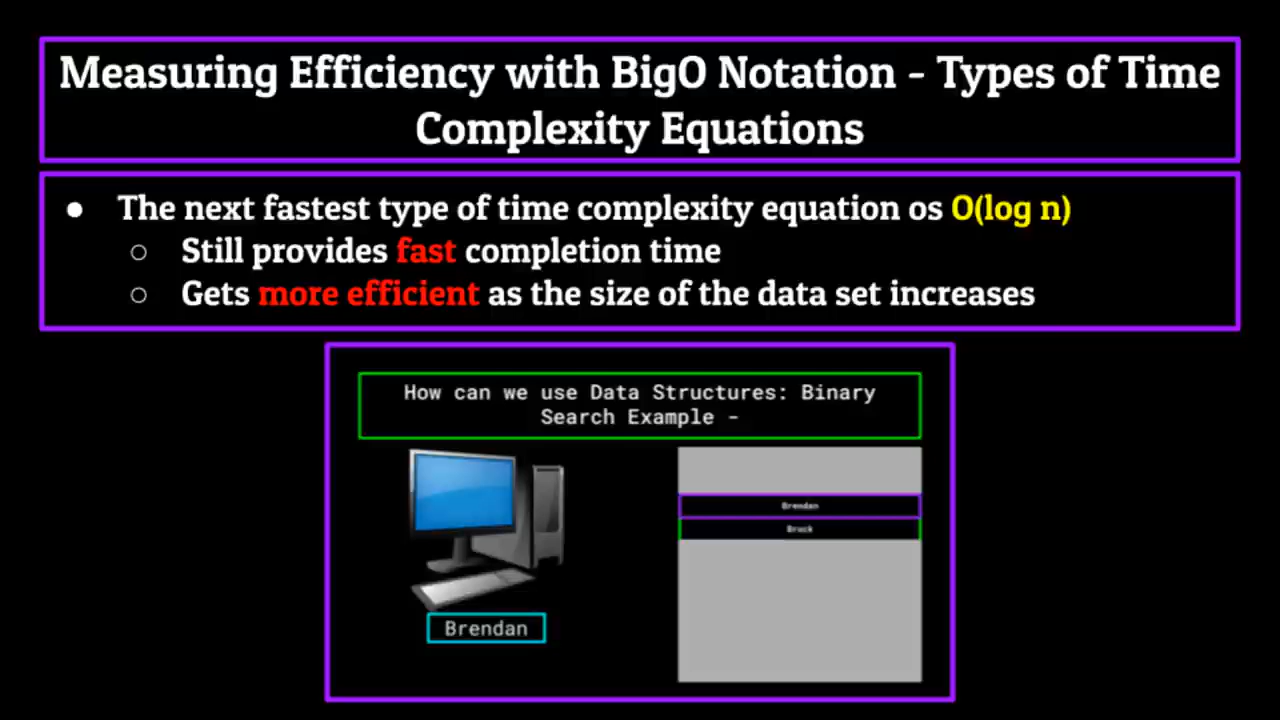 Measuring Efficiency with BigO Notation - Types of Time
Complexity Equations
● The next fastest type of time complexity equation os O(log n)
○ Still provides fast completion time
○ Gets more efficient as the size of the data set increases
How can we use Data Structures: Binary
Search Example -
Brendan
Brock
Brendan